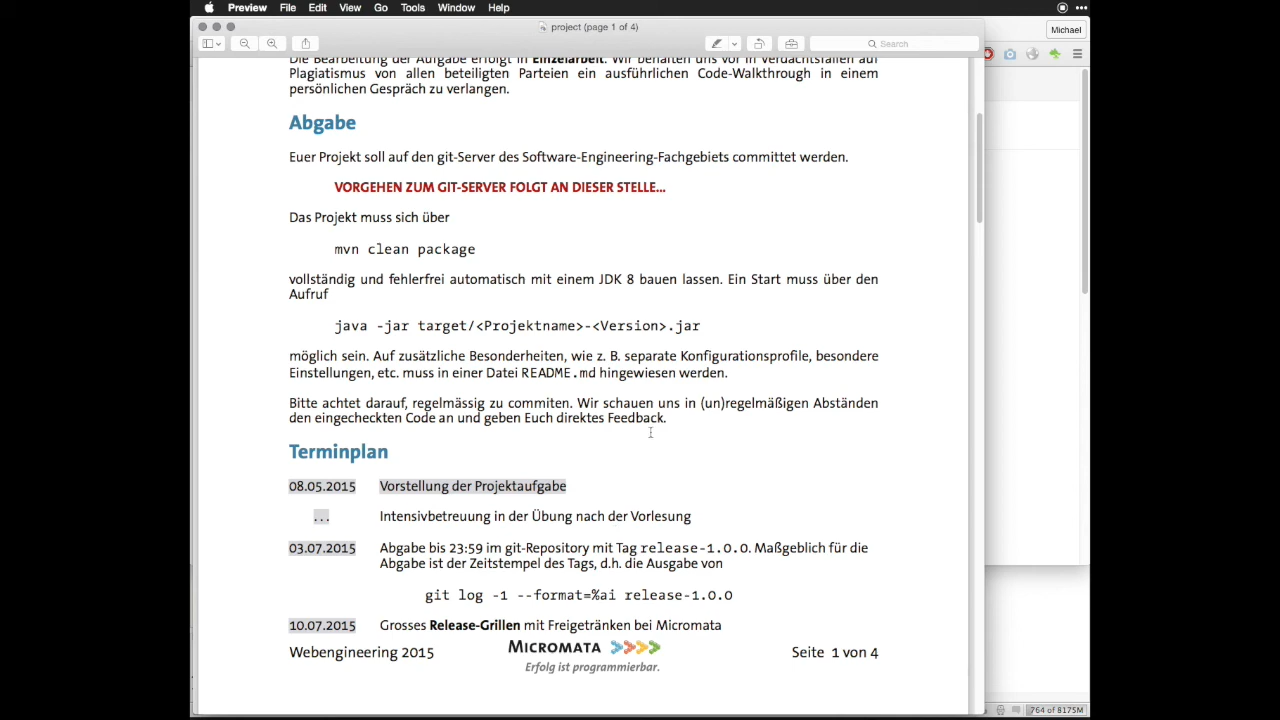 Preview File Edit View Go Tools Window Help
project (page 1 of 4)
Michael
Search
Die Bearbeitung der Aufgabe erfolgt in Einzelarbeit. Wir behalten uns vor in Verdachtsfällen auf
Plagiatismus von allen beteiligten Parteien ein ausführlichen Code-Walkthrough in einem
persönlichen Gespräch zu verlangen.
Abgabe
Euer Projekt soll auf den git-Server des Software-Engineering-Fachgebiets committet werden.
VORGEHEN ZUM GIT-SERVER FOLGT AN DIESER STELLE...
Das Projekt muss sich über
mvn clean package
vollständig und fehlerfrei automatisch mit einem JDK 8 bauen lassen. Ein Start muss über den
Aufruf
java -jar target/<Projektname>-<Version>.jar
möglich sein. Auf zusätzliche Besonderheiten, wie z. B. separate Konfigurationsprofile, besondere
Einstellungen, etc. muss in einer Datei README.md hingewiesen werden.
Bitte achtet darauf, regelmässig zu commiten. Wir schauen uns in (un)regelmäßigen Abständen
den eingecheckten Code an und geben Euch direktes Feedback.
Terminplan
08.05.2015 Vorstellung der Projektaufgabe
... Intensivbetreuung in der Übung nach der Vorlesung
03.07.2015 Abgabe bis 23:59 im git-Repository mit Tag release-1.0.0. Maßgeblich für die
Abgabe ist der Zeitstempel des Tags, d.h. die Ausgabe von
git log -1 --format=%ai release-1.0.0
10.07.2015 Grosses Release-Grillen mit Freigetränken bei Micromata
Webengineering 2015 MICROMATA Seite 1 von 4
Erfolg ist programmierbar.
764 of 8175M